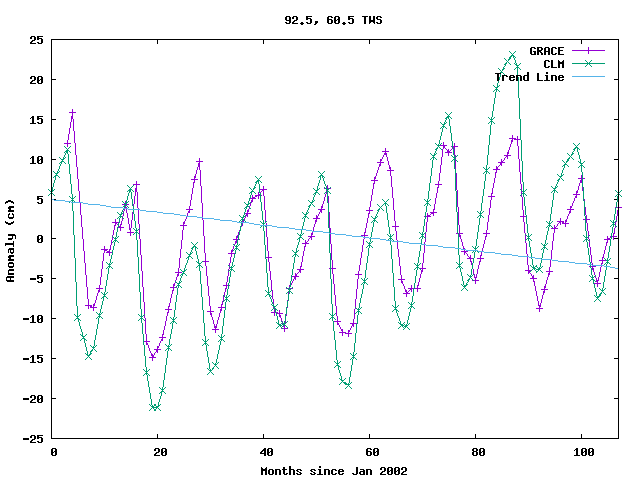 92.5, 60.5 TWS
GRACE
CLM
Trend Line
Anomaly (cm)
25
20
15
10
5
0
-5
-10
-15
-20
-25
0 20 40 60 80 100
Months since Jan 2002